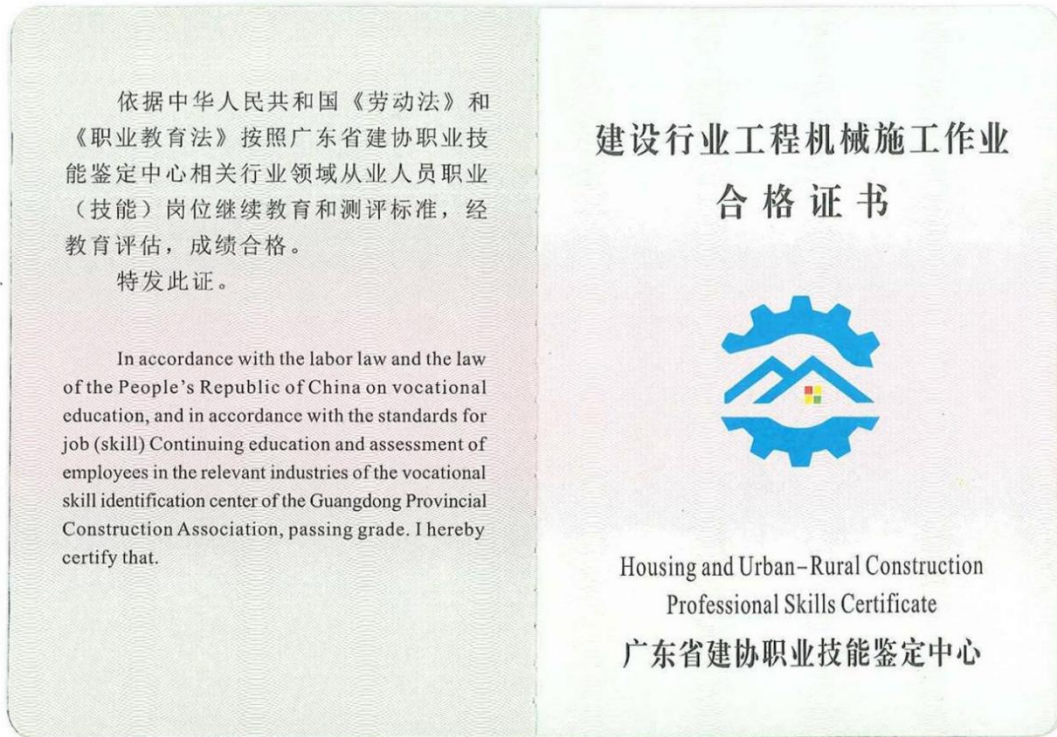 依据中华人民共和国《劳动法》和
《职业教育法》按照广东省建协职业技
能鉴定中心相关行业领域从业人员职业
（技能）岗位继续教育和测评标准，经
教育评估，成绩合格。
特发此证。
In accordance with the labor law and the law
of the People's Republic of China on vocational
education, and in accordance with the standards for
job (skill) Continuing education and assessment of
employees in the relevant industries of the vocational
skill identification center of the Guangdong Provincial
Construction Association, passing grade. I hereby
certify that.
建设行业工程机械施工作业
合格证书
Housing and Urban-Rural Construction
Professional Skills Certificate
广东省建协职业技能鉴定中心